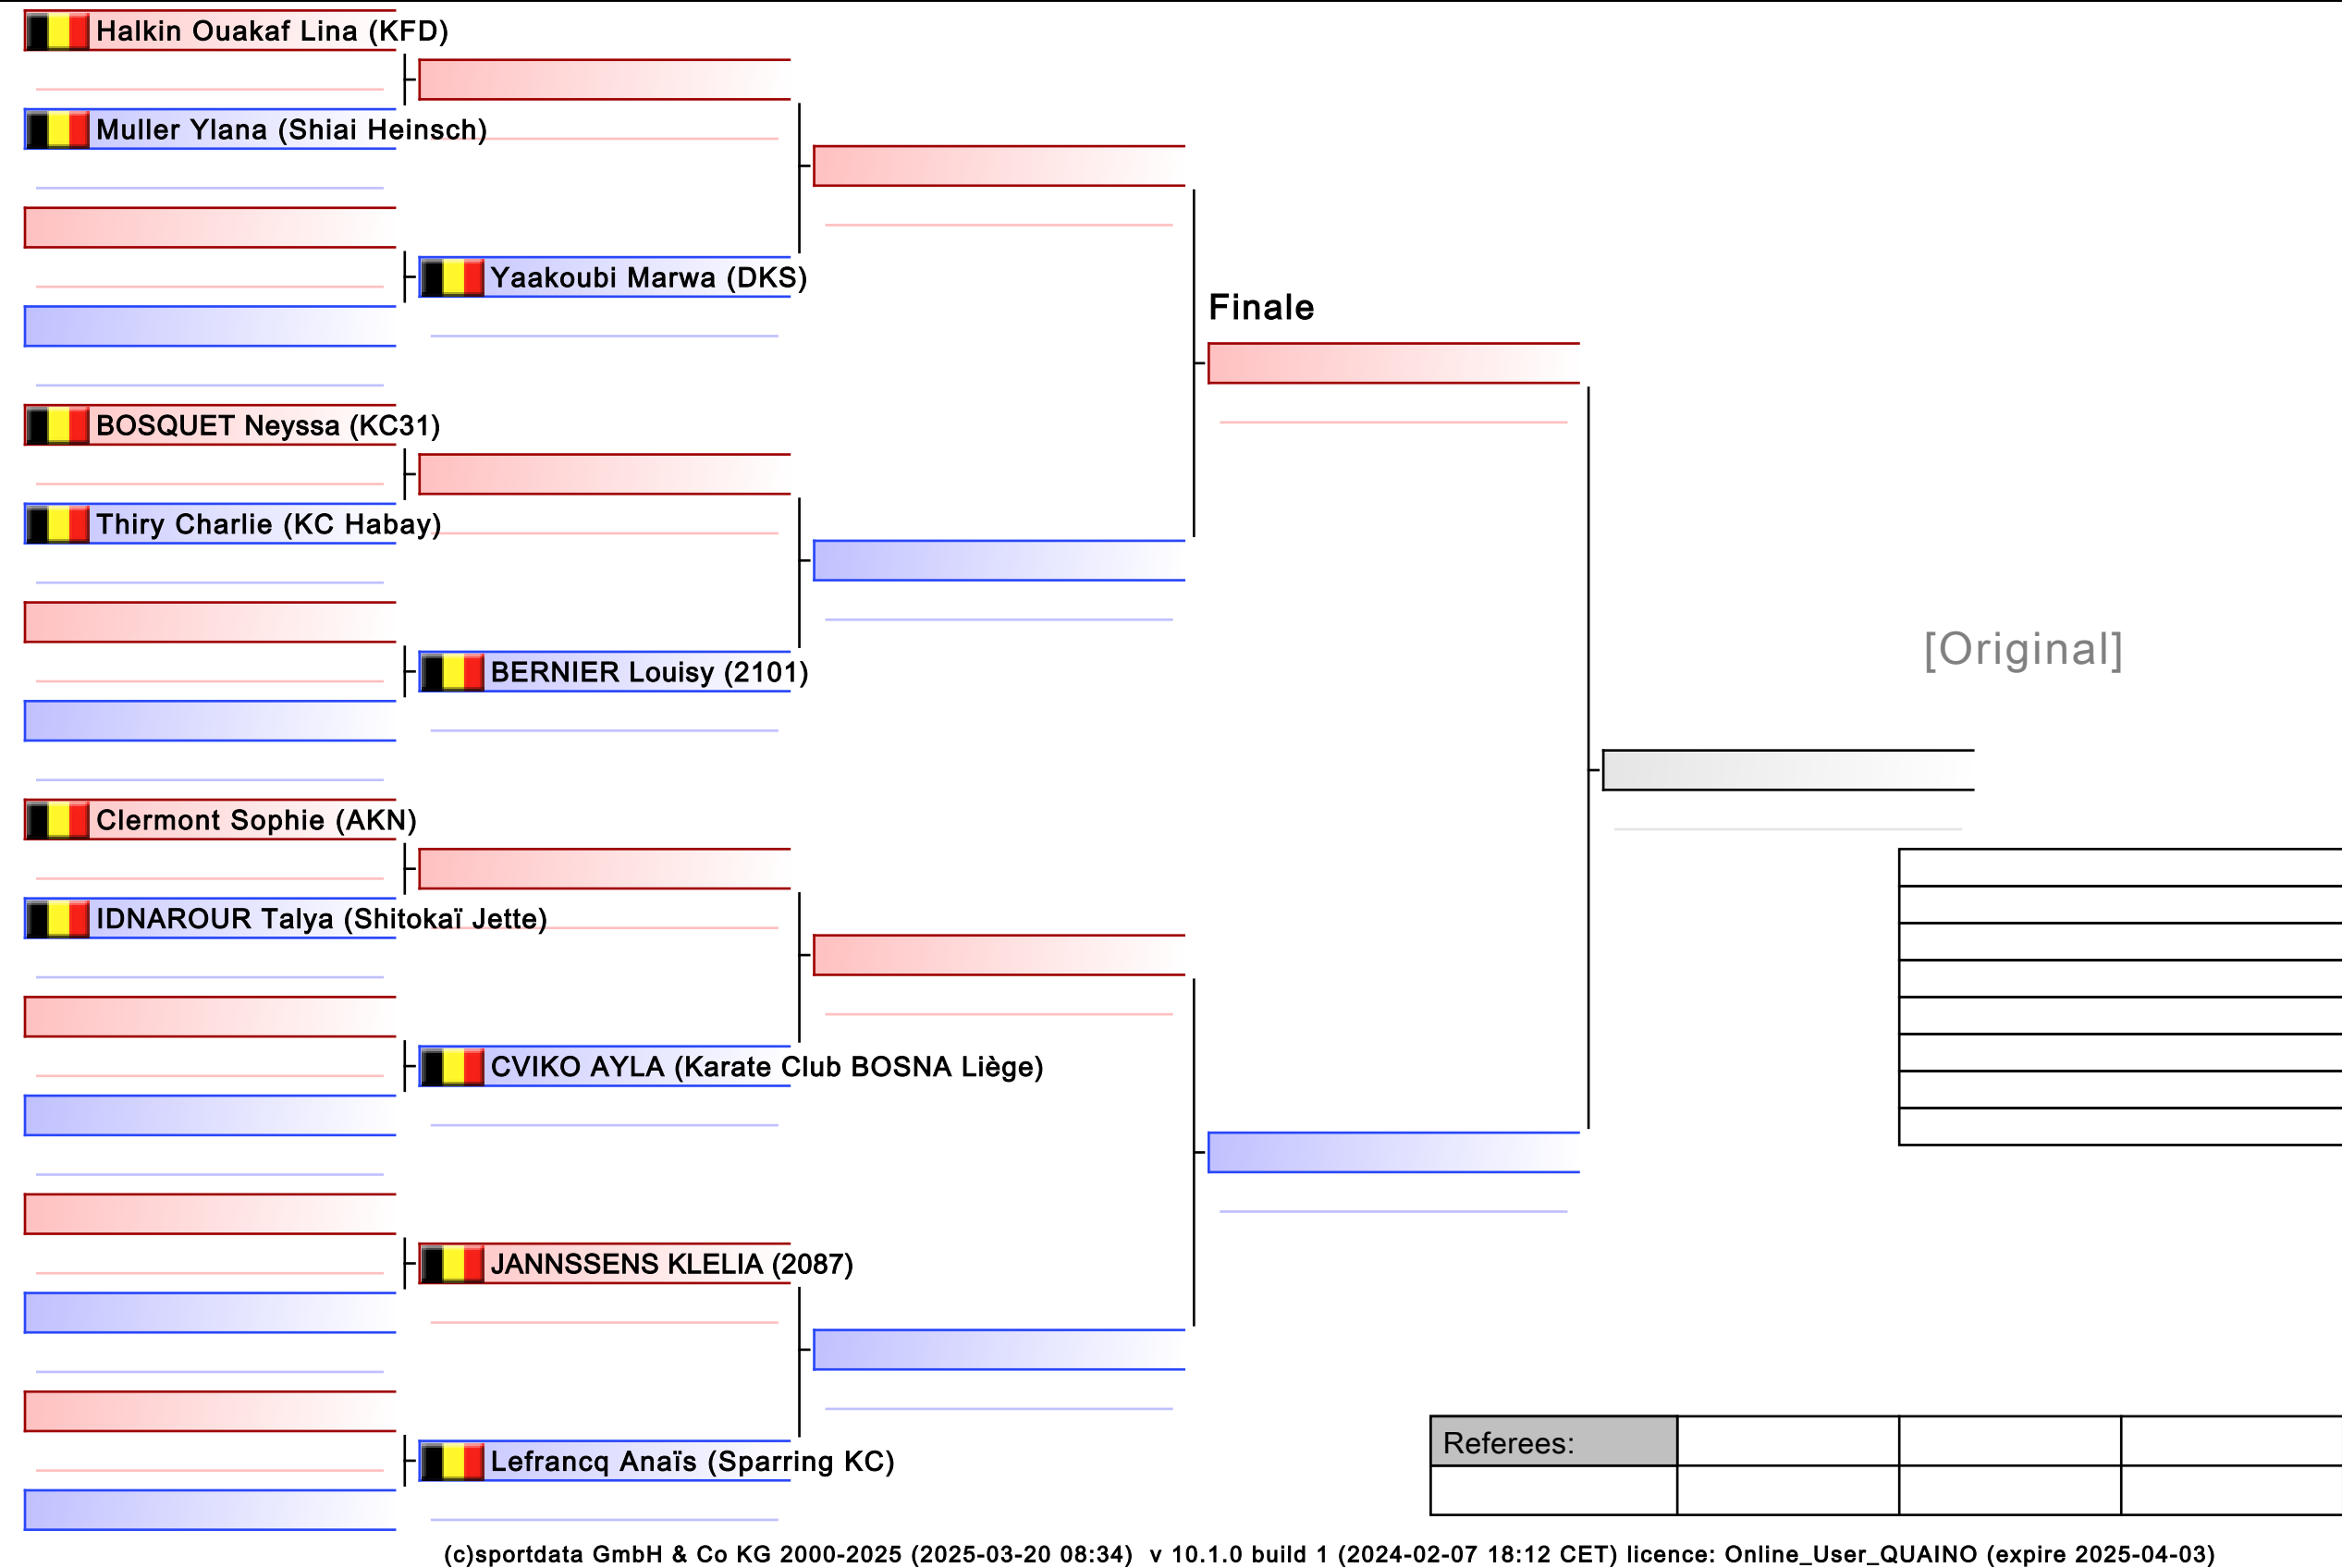 Halkin Ouakaf Lina (KFD)
Muller Ylana (Shiai Heinsch)
Yaakoubi Marwa (DKS)
Finale
BOSQUET Neyssa (KC31)
Thiry Charlie (KC Habay)
[Original]
BERNIER Louisy (2101)
Clermont Sophie (AKN)
IDNAROUR Talya (Shitokaï Jette)
CVIKO AYLA (Karate Club BOSNA Liège)
JANNSSENS KLELIA (2087)
Referees:
Lefrancq Anaïs (Sparring KC)
(c)sportdata GmbH & Co KG 2000-2025 (2025-03-20 08:34) v 10.1.0 build 1 (2024-02-07 18:12 CET) licence: Online_User_QUAINO (expire 2025-04-03)